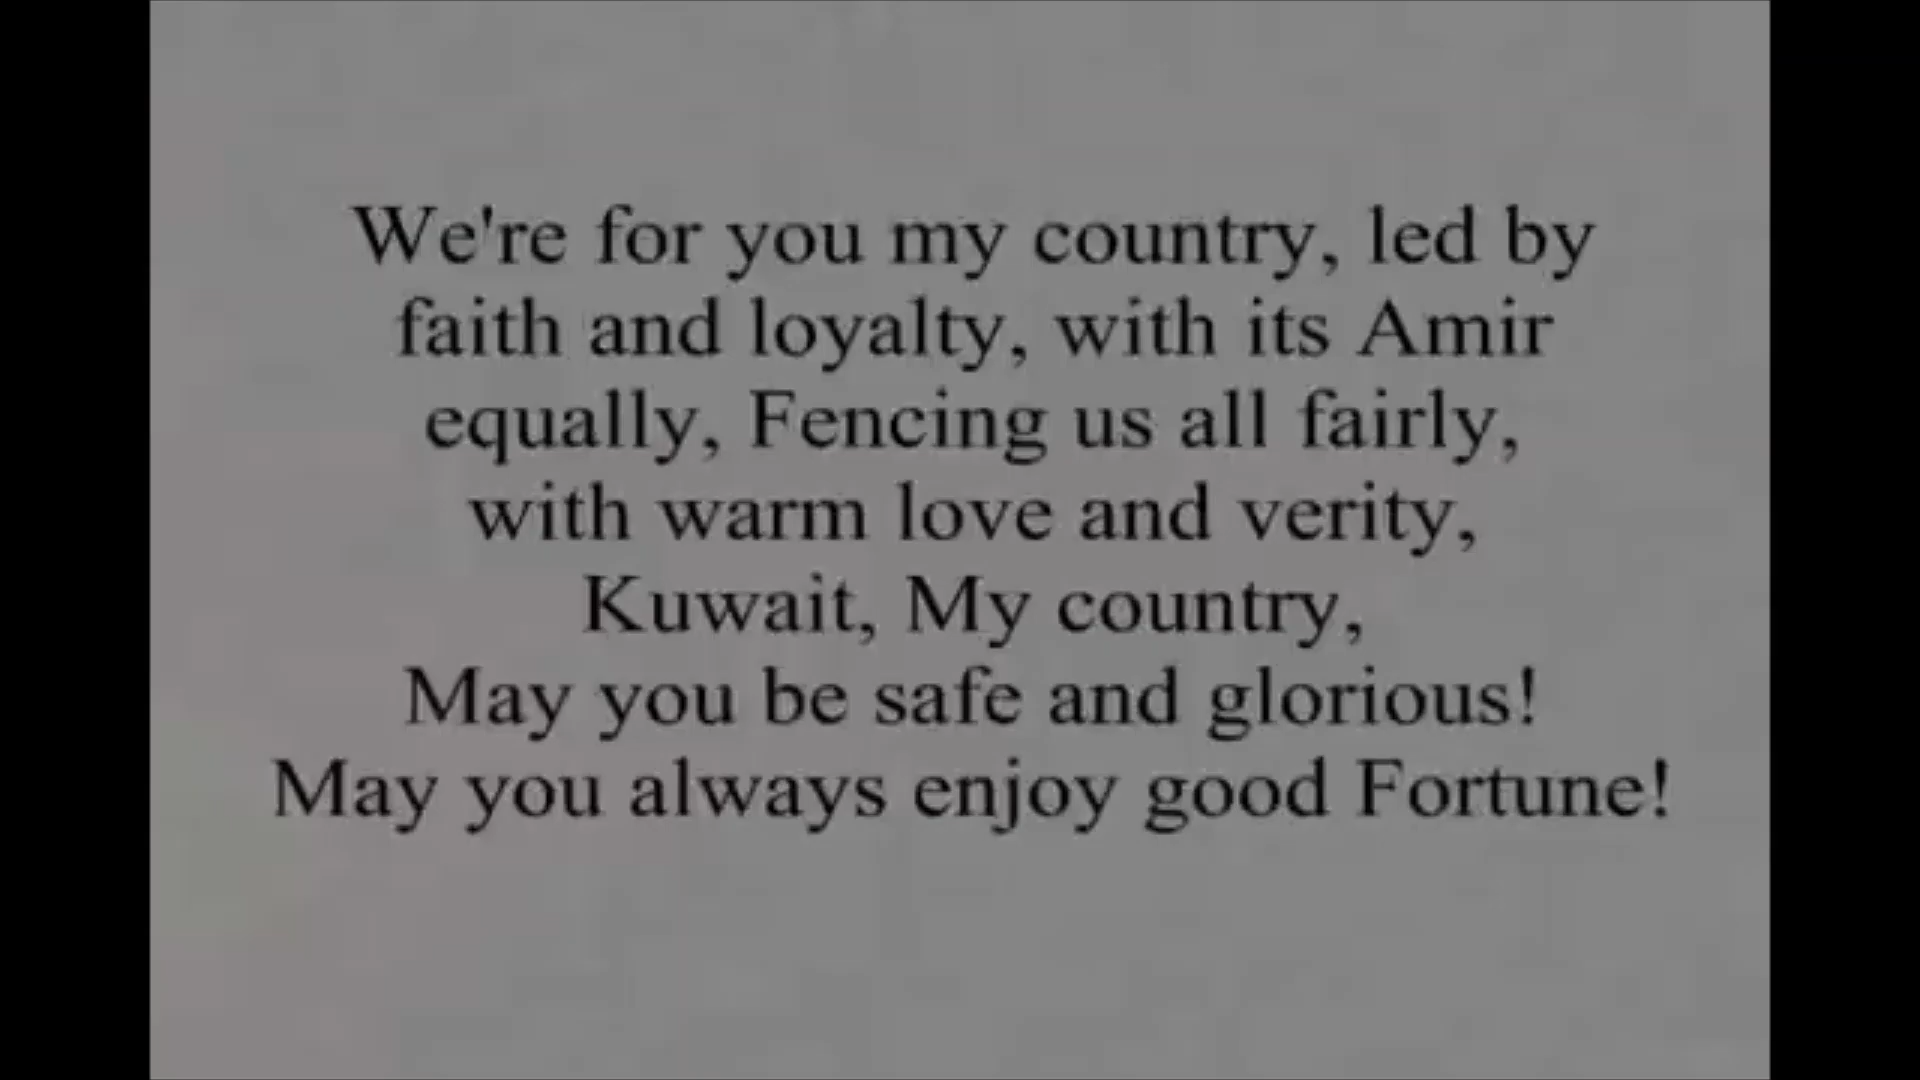 We're for you my country, led by
faith and loyalty, with its Amir
equally, Fencing us all fairly,
with warm love and verity,
Kuwait, My country,
May you be safe and glorious!
May you always enjoy good Fortune!